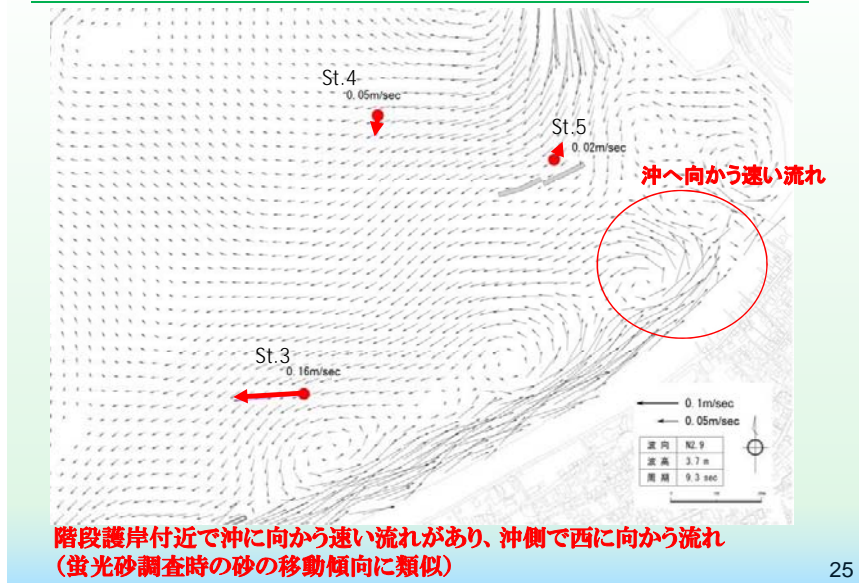 St.4
0.05m/sec
St.5
0.02m/sec
沖へ向かう速い流れ
St.3
0.16m/sec
0.1m/sec
0.05m/sec
波 向 N2.9
波 高 3.7 m
周 期 9.3 sec
階段護岸付近で沖に向かう速い流れがあり、沖側で西に向かう流れ
（蛍光砂調査時の砂の移動傾向に類似）
25